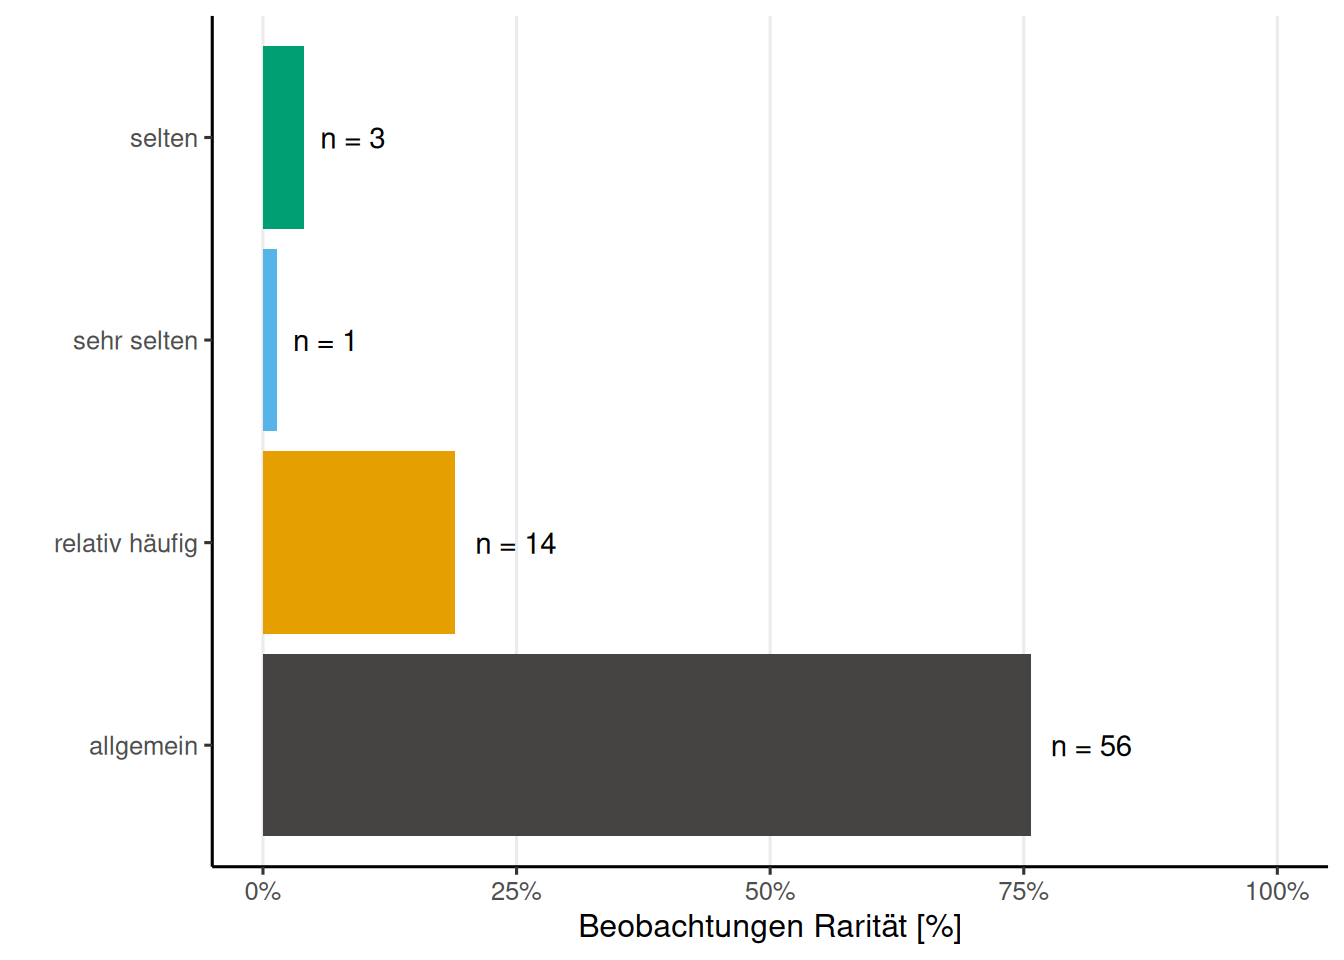 selten
n = 3
sehr selten
n = 1
relativ häufig
n = 14
allgemein
n = 56
0% 25% 50% 75% 100%
Beobachtungen Rarität [%]